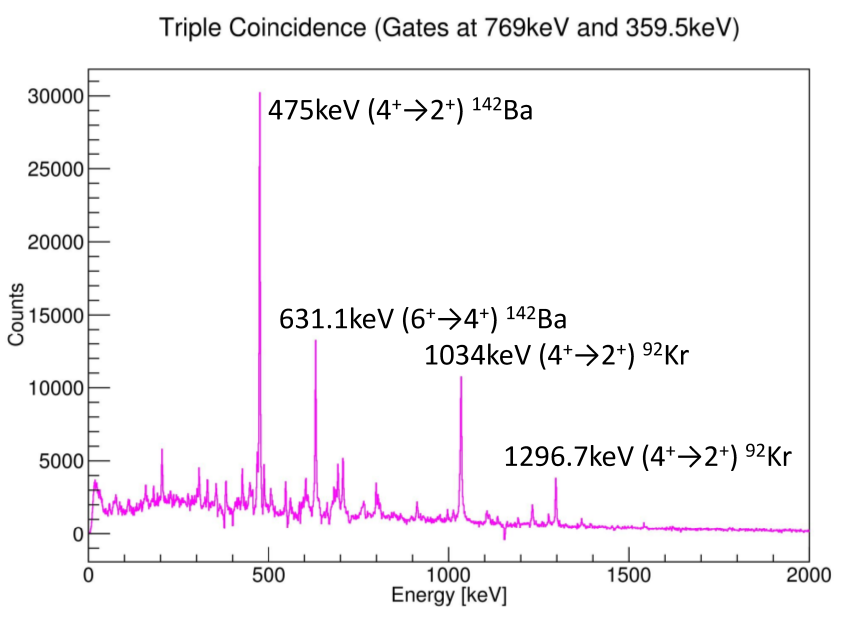 Triple Coincidence (Gates at 769keV and 359.5keV)
30000
475keV (4⁺→2⁺) ¹⁴²Ba
25000
20000
Counts
15000
631.1keV (6⁺→4⁺) ¹⁴²Ba
1034keV (4⁺→2⁺) ⁹²Kr
10000
1296.7keV (4⁺→2⁺) ⁹²Kr
5000
0
0 500 1000 1500 2000
Energy [keV]